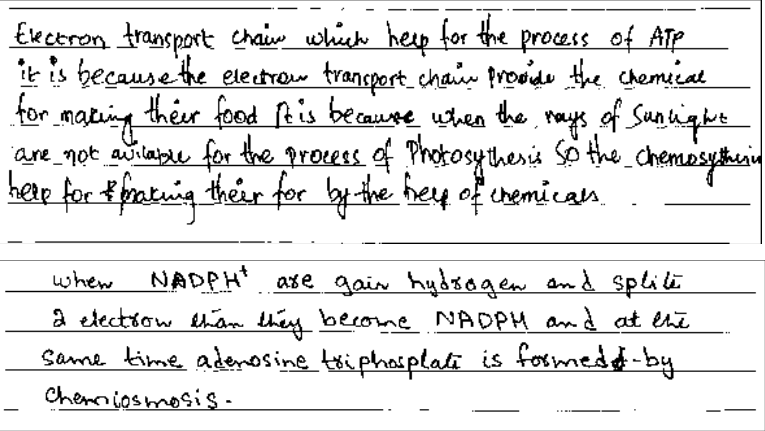 Electron transport chain which help for the process of ATP
it is because the electron transport chain provide the chemical
for making their food It is because when the rays of Sunlight
are not avilable for the process of Photosythesis So the chemosythesis
help for making their for by the help of chemicals
when NADPH+ are gain hydrogen and splite
2 electron than they become NADPH and at the
same time adenosine triphosplate is formed by
Chemiosmosis.